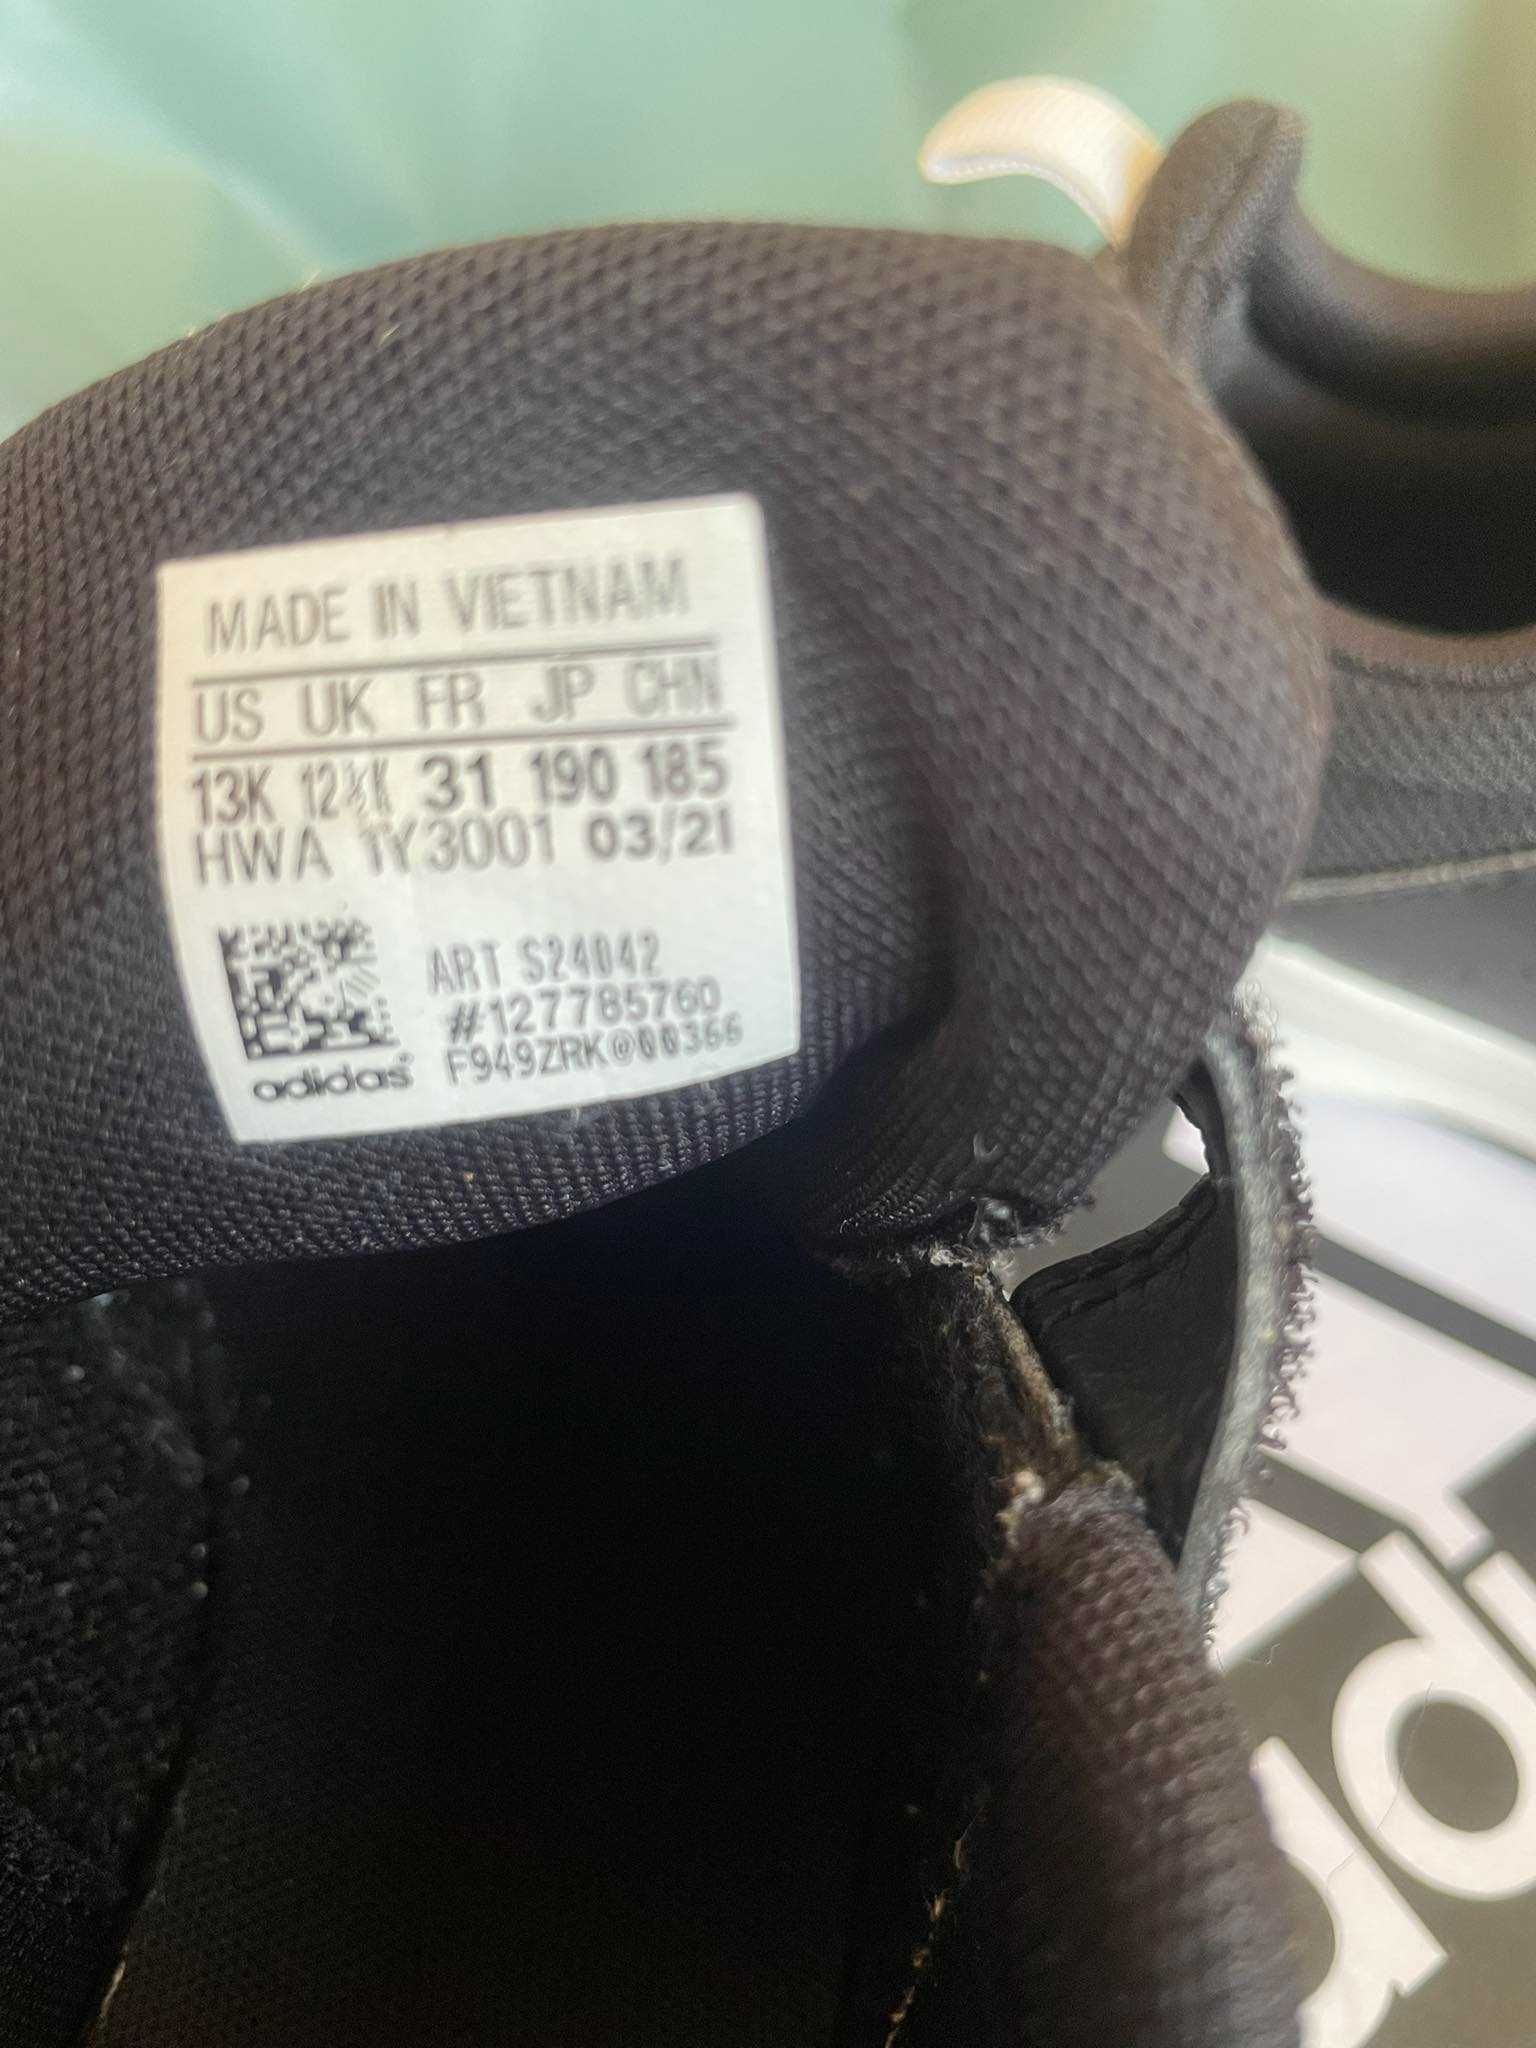 MADE IN VIETNAM
US UK FR JP CHN
13K 12½K 31 190 185
HWA 1Y3001 03/21
ART S24042
#127785760
F949ZRK@00366
adidas
adi